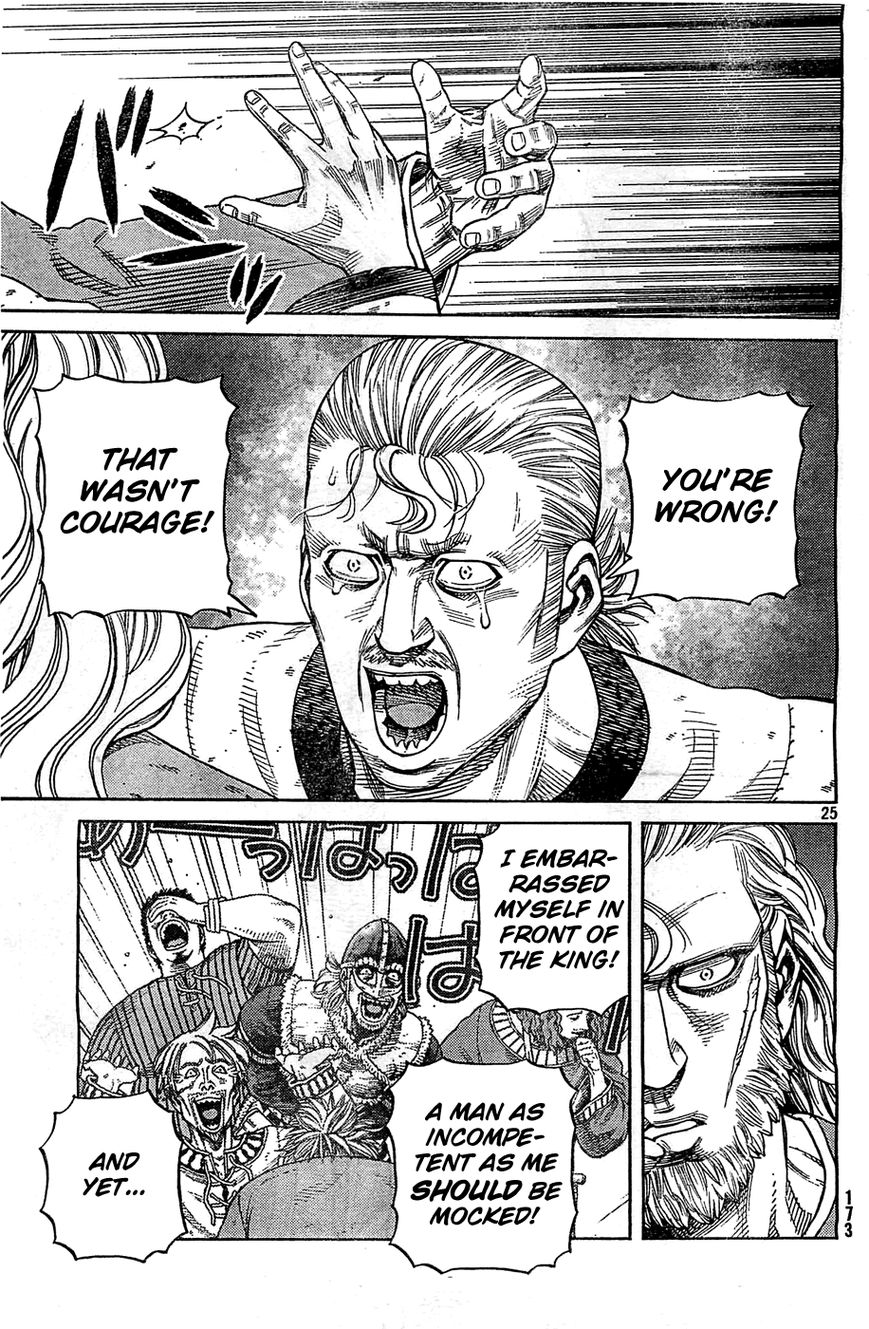 YOU'RE
WRONG!
THAT
WASN'T
COURAGE!
25
I EMBAR-
RASSED
MYSELF IN
FRONT OF
THE KING!
A MAN AS
INCOMPE-
TENT AS ME
SHOULD BE
MOCKED!
AND
YET...
173